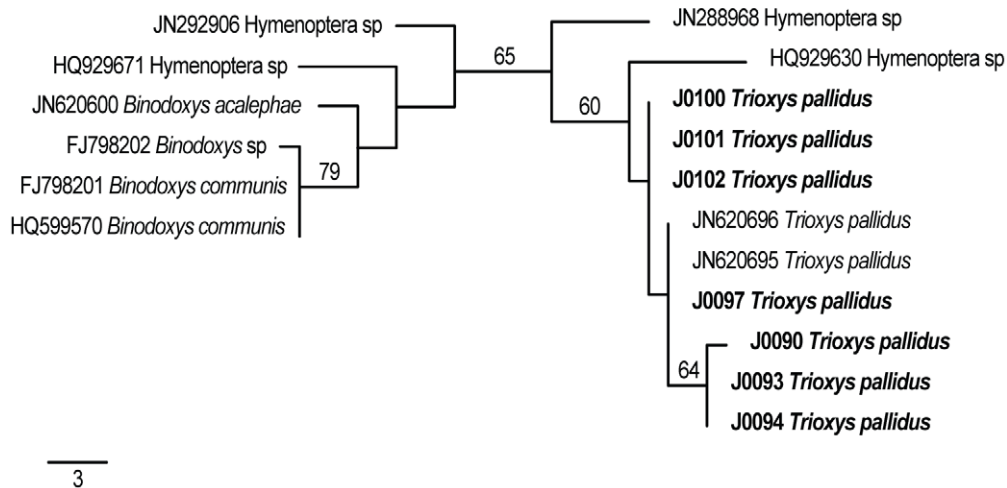 JN292906 Hymenoptera sp
HQ929671 Hymenoptera sp
JN620600 Binodoxys acalephae
FJ798202 Binodoxys sp
79
FJ798201 Binodoxys communis
HQ599570 Binodoxys communis
65
JN288968 Hymenoptera sp
HQ929630 Hymenoptera sp
60
J0100 Trioxys pallidus
J0101 Trioxys pallidus
J0102 Trioxys pallidus
JN620696 Trioxys pallidus
JN620695 Trioxys pallidus
J0097 Trioxys pallidus
J0090 Trioxys pallidus
64
J0093 Trioxys pallidus
J0094 Trioxys pallidus
3